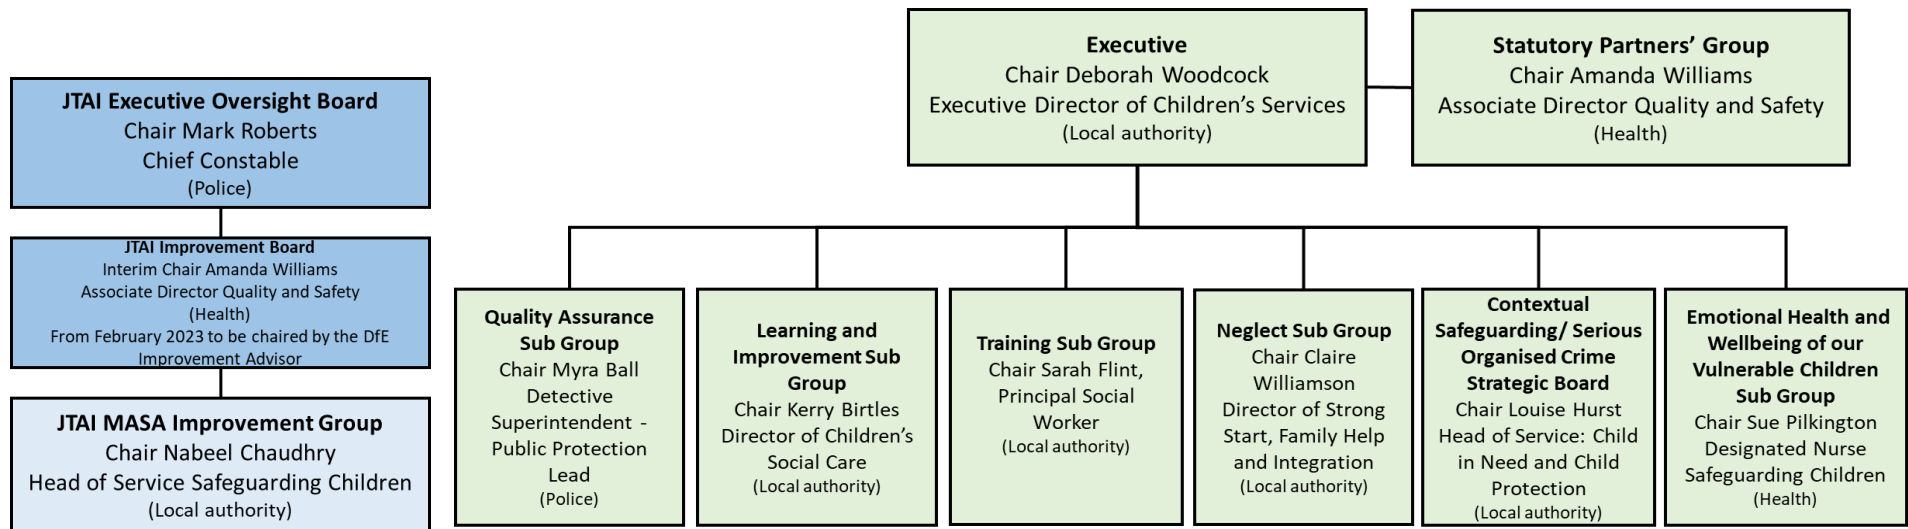 JTAI Executive Oversight Board
Chair Mark Roberts
Chief Constable
(Police)
JTAI Improvement Board
Interim Chair Amanda Williams
Associate Director Quality and Safety
(Health)
From February 2023 to be chaired by the DfE
Improvement Advisor
JTAI MASA Improvement Group
Chair Nabeel Chaudhry
Head of Service Safeguarding Children
(Local authority)
Executive
Chair Deborah Woodcock
Executive Director of Children's Services
(Local authority)
Statutory Partners' Group
Chair Amanda Williams
Associate Director Quality and Safety
(Health)
Quality Assurance
Sub Group
Chair Myra Ball
Detective
Superintendent -
Public Protection
Lead
(Police)
Learning and
Improvement Sub
Group
Chair Kerry Birtles
Director of Children's
Social Care
(Local authority)
Training Sub Group
Chair Sarah Flint,
Principal Social
Worker
(Local authority)
Neglect Sub Group
Chair Claire
Williamson
Director of Strong
Start, Family Help
and Integration
(Local authority)
Contextual
Safeguarding/ Serious
Organised Crime
Strategic Board
Chair Louise Hurst
Head of Service: Child
in Need and Child
Protection
(Local authority)
Emotional Health and
Wellbeing of our
Vulnerable Children
Sub Group
Chair Sue Pilkington
Designated Nurse
Safeguarding Children
(Health)